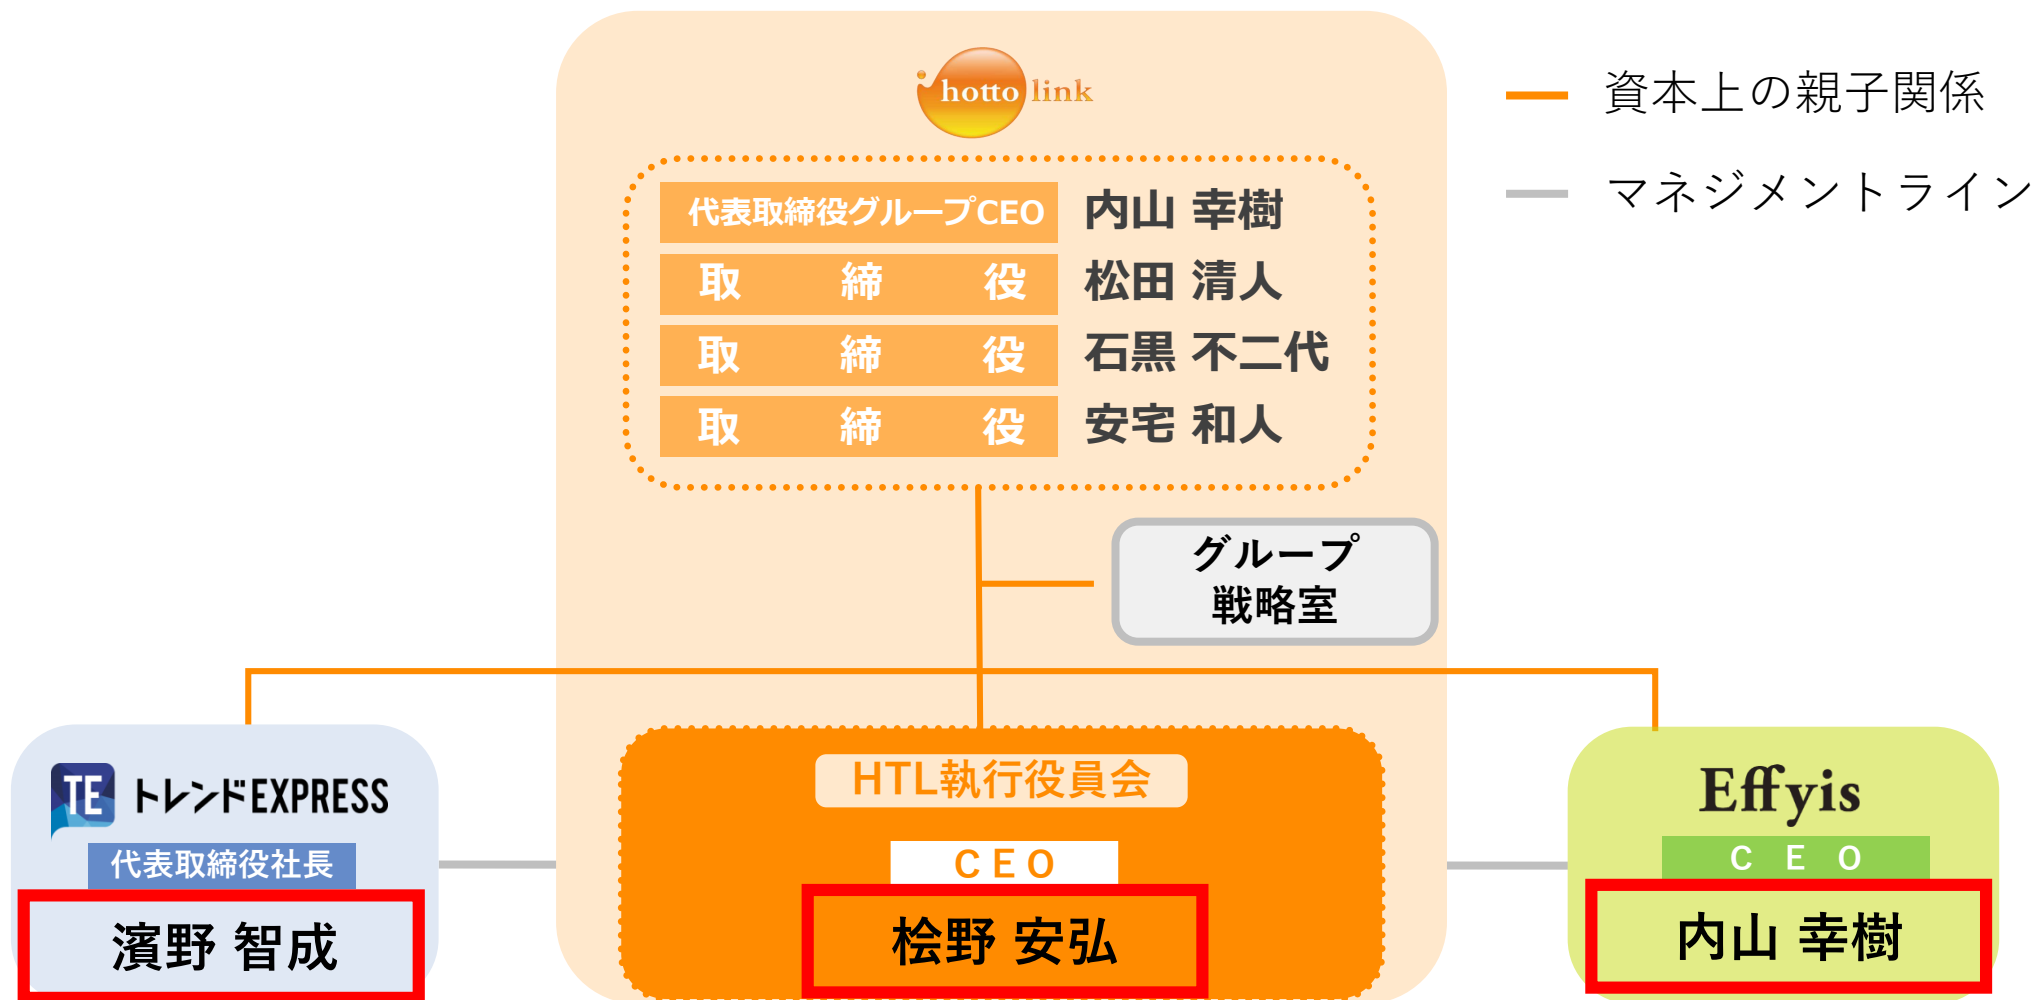 hotto link
資本上の親子関係
マネジメントライン
代表取締役グループCEO 内山 幸樹
取締役 松田 清人
取締役 石黒 不二代
取締役 安宅 和人
グループ
戦略室
TE トレンドEXPRESS
代表取締役社長
濱野 智成
HTL執行役員会
CEO
桧野 安弘
Effyis
CEO
内山 幸樹